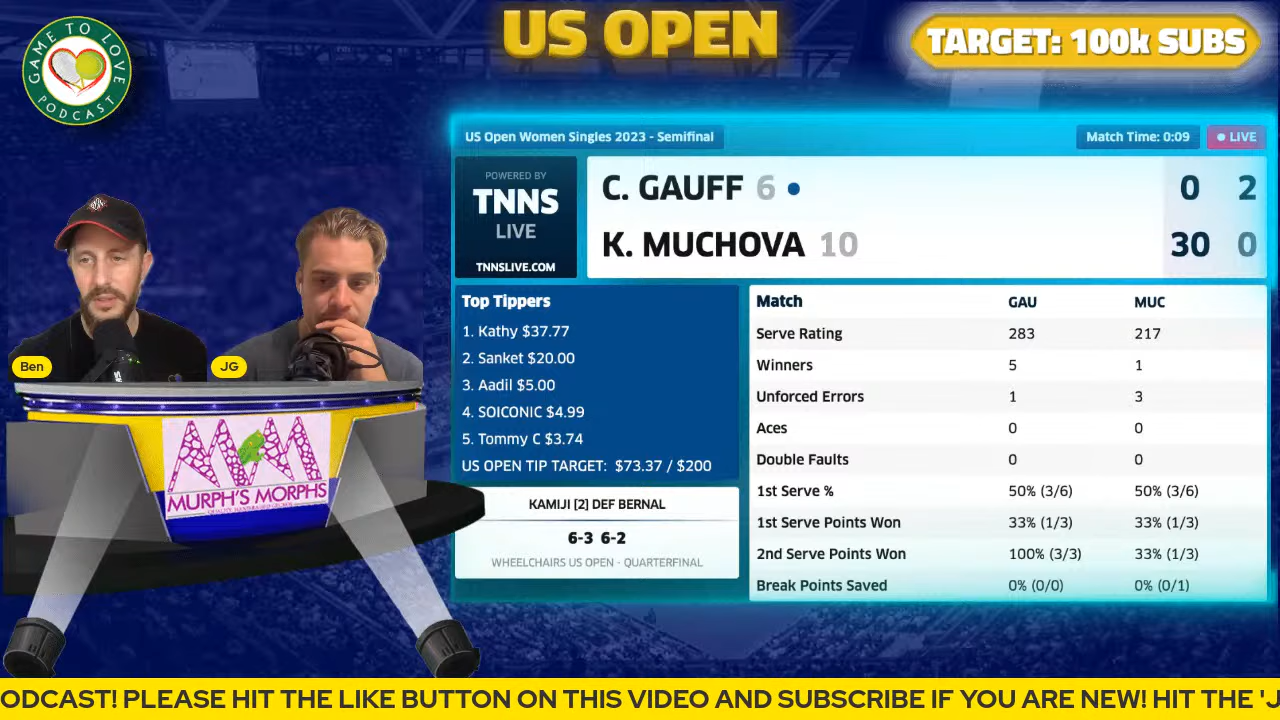 GAME TO LOVE PODCAST
US OPEN
TARGET: 100k SUBS
US Open Women Singles 2023 - Semifinal
Match Time: 0:09
LIVE
POWERED BY
TNNS
LIVE
TNNSLIVE.COM
C. GAUFF 6 0 2
K. MUCHOVA 10 30 0
Top Tippers
1. Kathy $37.77
2. Sanket $20.00
3. Aadil $5.00
4. SOICONIC $4.99
5. Tommy C $3.74
US OPEN TIP TARGET: $73.37 / $200
KAMIJI [2] DEF BERNAL
6-3 6-2
WHEELCHAIRS US OPEN - QUARTERFINAL
Match GAU MUC
Serve Rating 283 217
Winners 5 1
Unforced Errors 1 3
Aces 0 0
Double Faults 0 0
1st Serve % 50% (3/6) 50% (3/6)
1st Serve Points Won 33% (1/3) 33% (1/3)
2nd Serve Points Won 100% (3/3) 33% (1/3)
Break Points Saved 0% (0/0) 0% (0/1)
Ben
JG
MM
MURPH'S MORPHS
ODCAST! PLEASE HIT THE LIKE BUTTON ON THIS VIDEO AND SUBSCRIBE IF YOU ARE NEW! HIT THE 'J